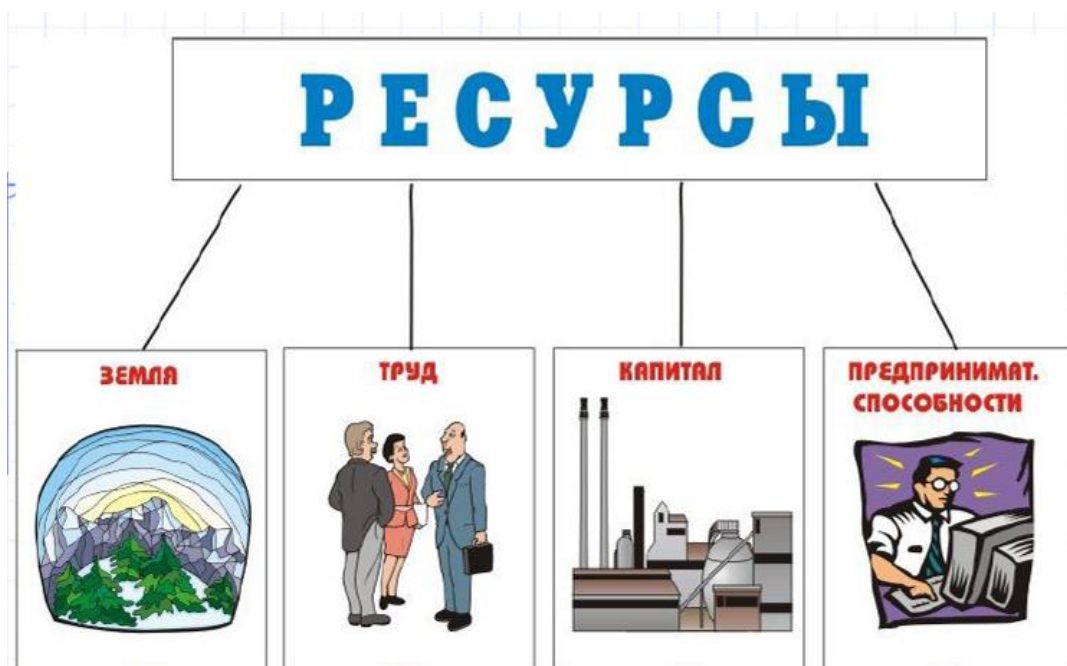 РЕСУРСЫ
ЗЕМЛЯ
ТРУД
КАПИТАЛ
ПРЕДПРИНИМАТ.
СПОСОБНОСТИ